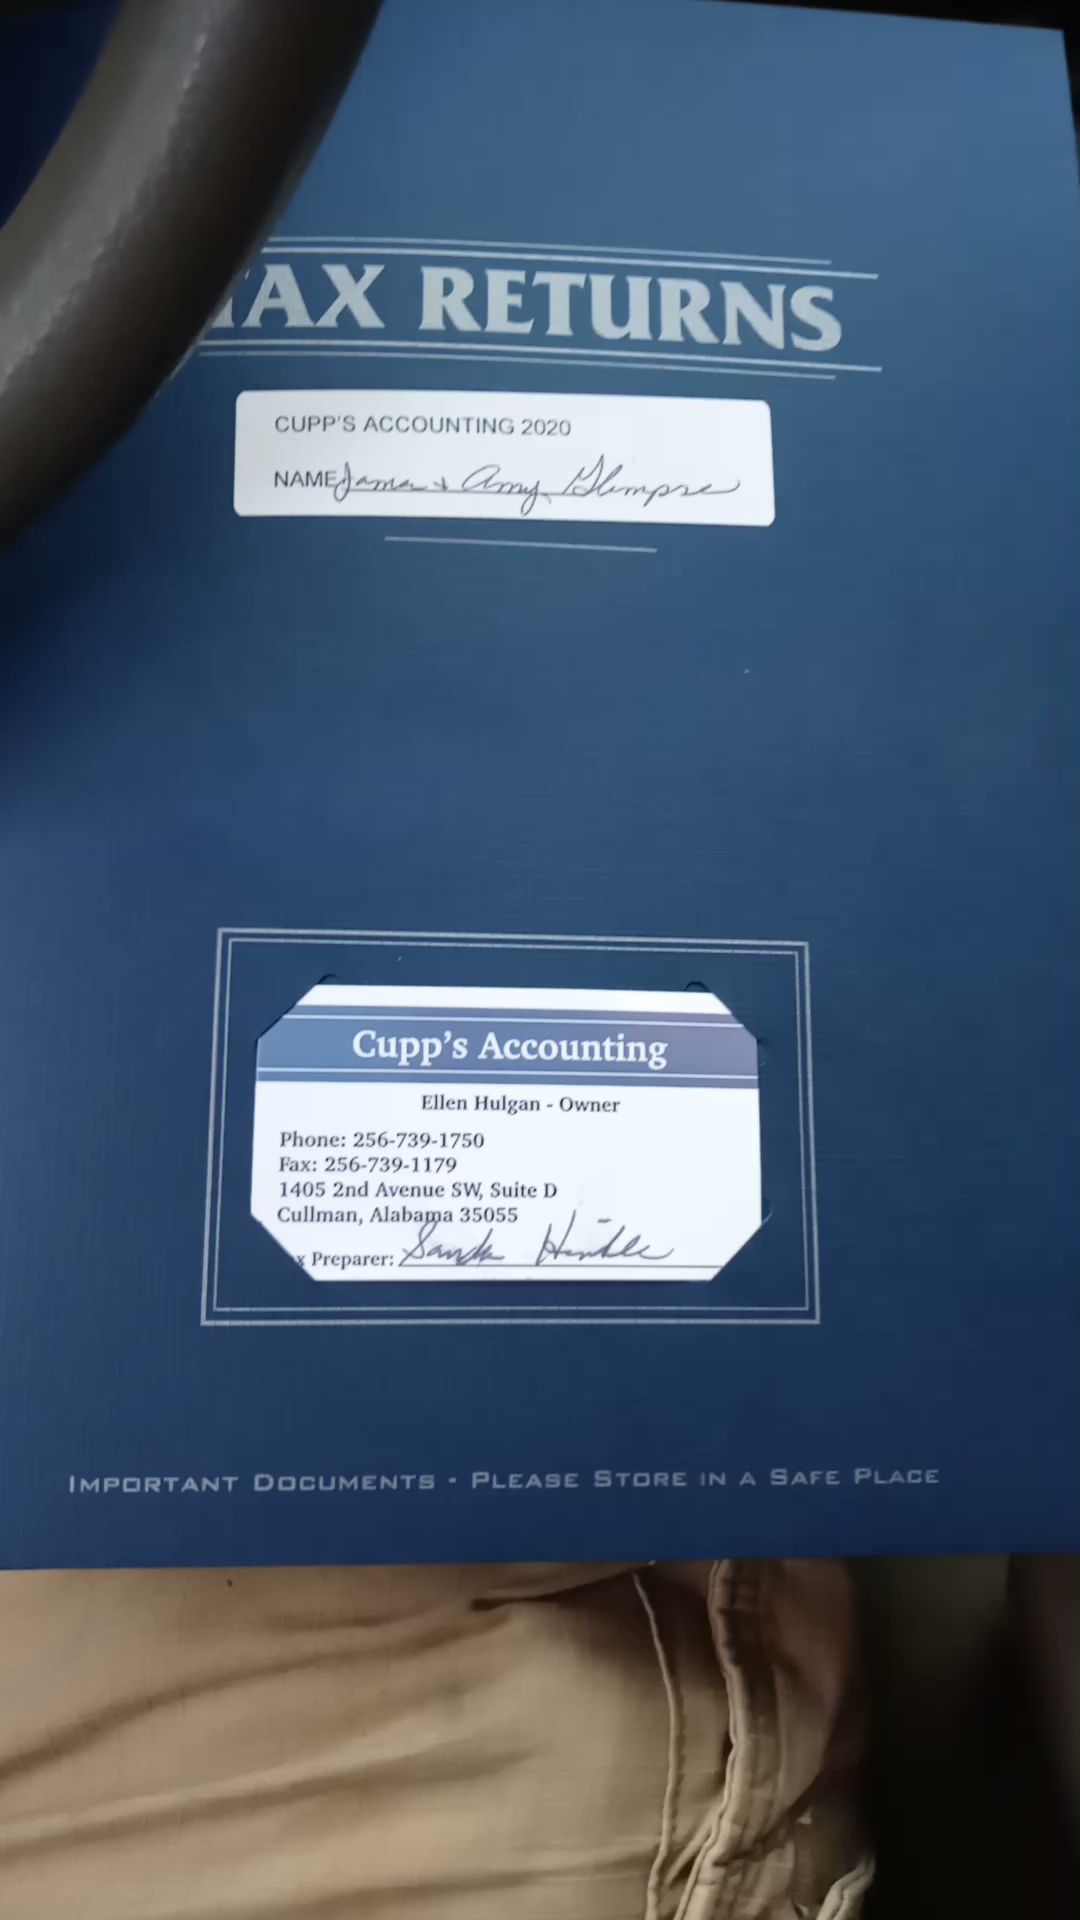 TAX RETURNS
CUPP'S ACCOUNTING 2020
NAME James & Amy Glimpse
Cupp's Accounting
Ellen Hulgan - Owner
Phone: 256-739-1750
Fax: 256-739-1179
1405 2nd Avenue SW, Suite D
Cullman, Alabama 35055
x Preparer: Sandra Hinkle
IMPORTANT DOCUMENTS - PLEASE STORE IN A SAFE PLACE